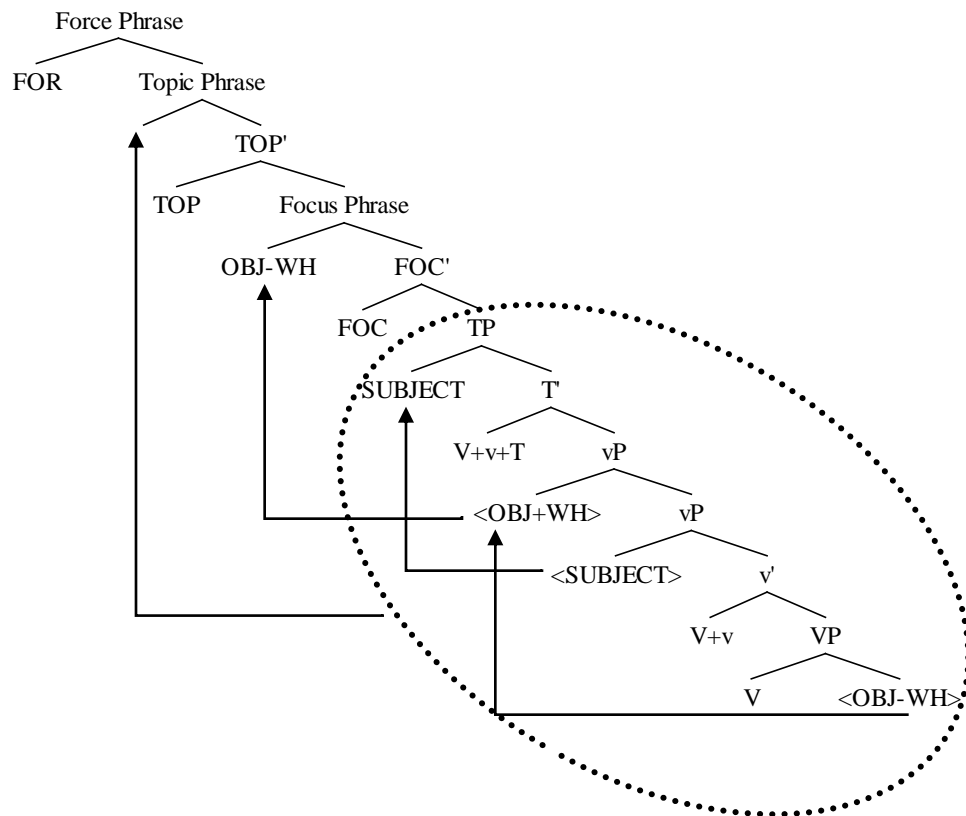 Force Phrase
FOR Topic Phrase
TOP'
TOP Focus Phrase
OBJ-WH FOC'
FOC TP
SUBJECT T'
V+v+T vP
<OBJ+WH> vP
<SUBJECT> v'
V+v VP
V <OBJ-WH>